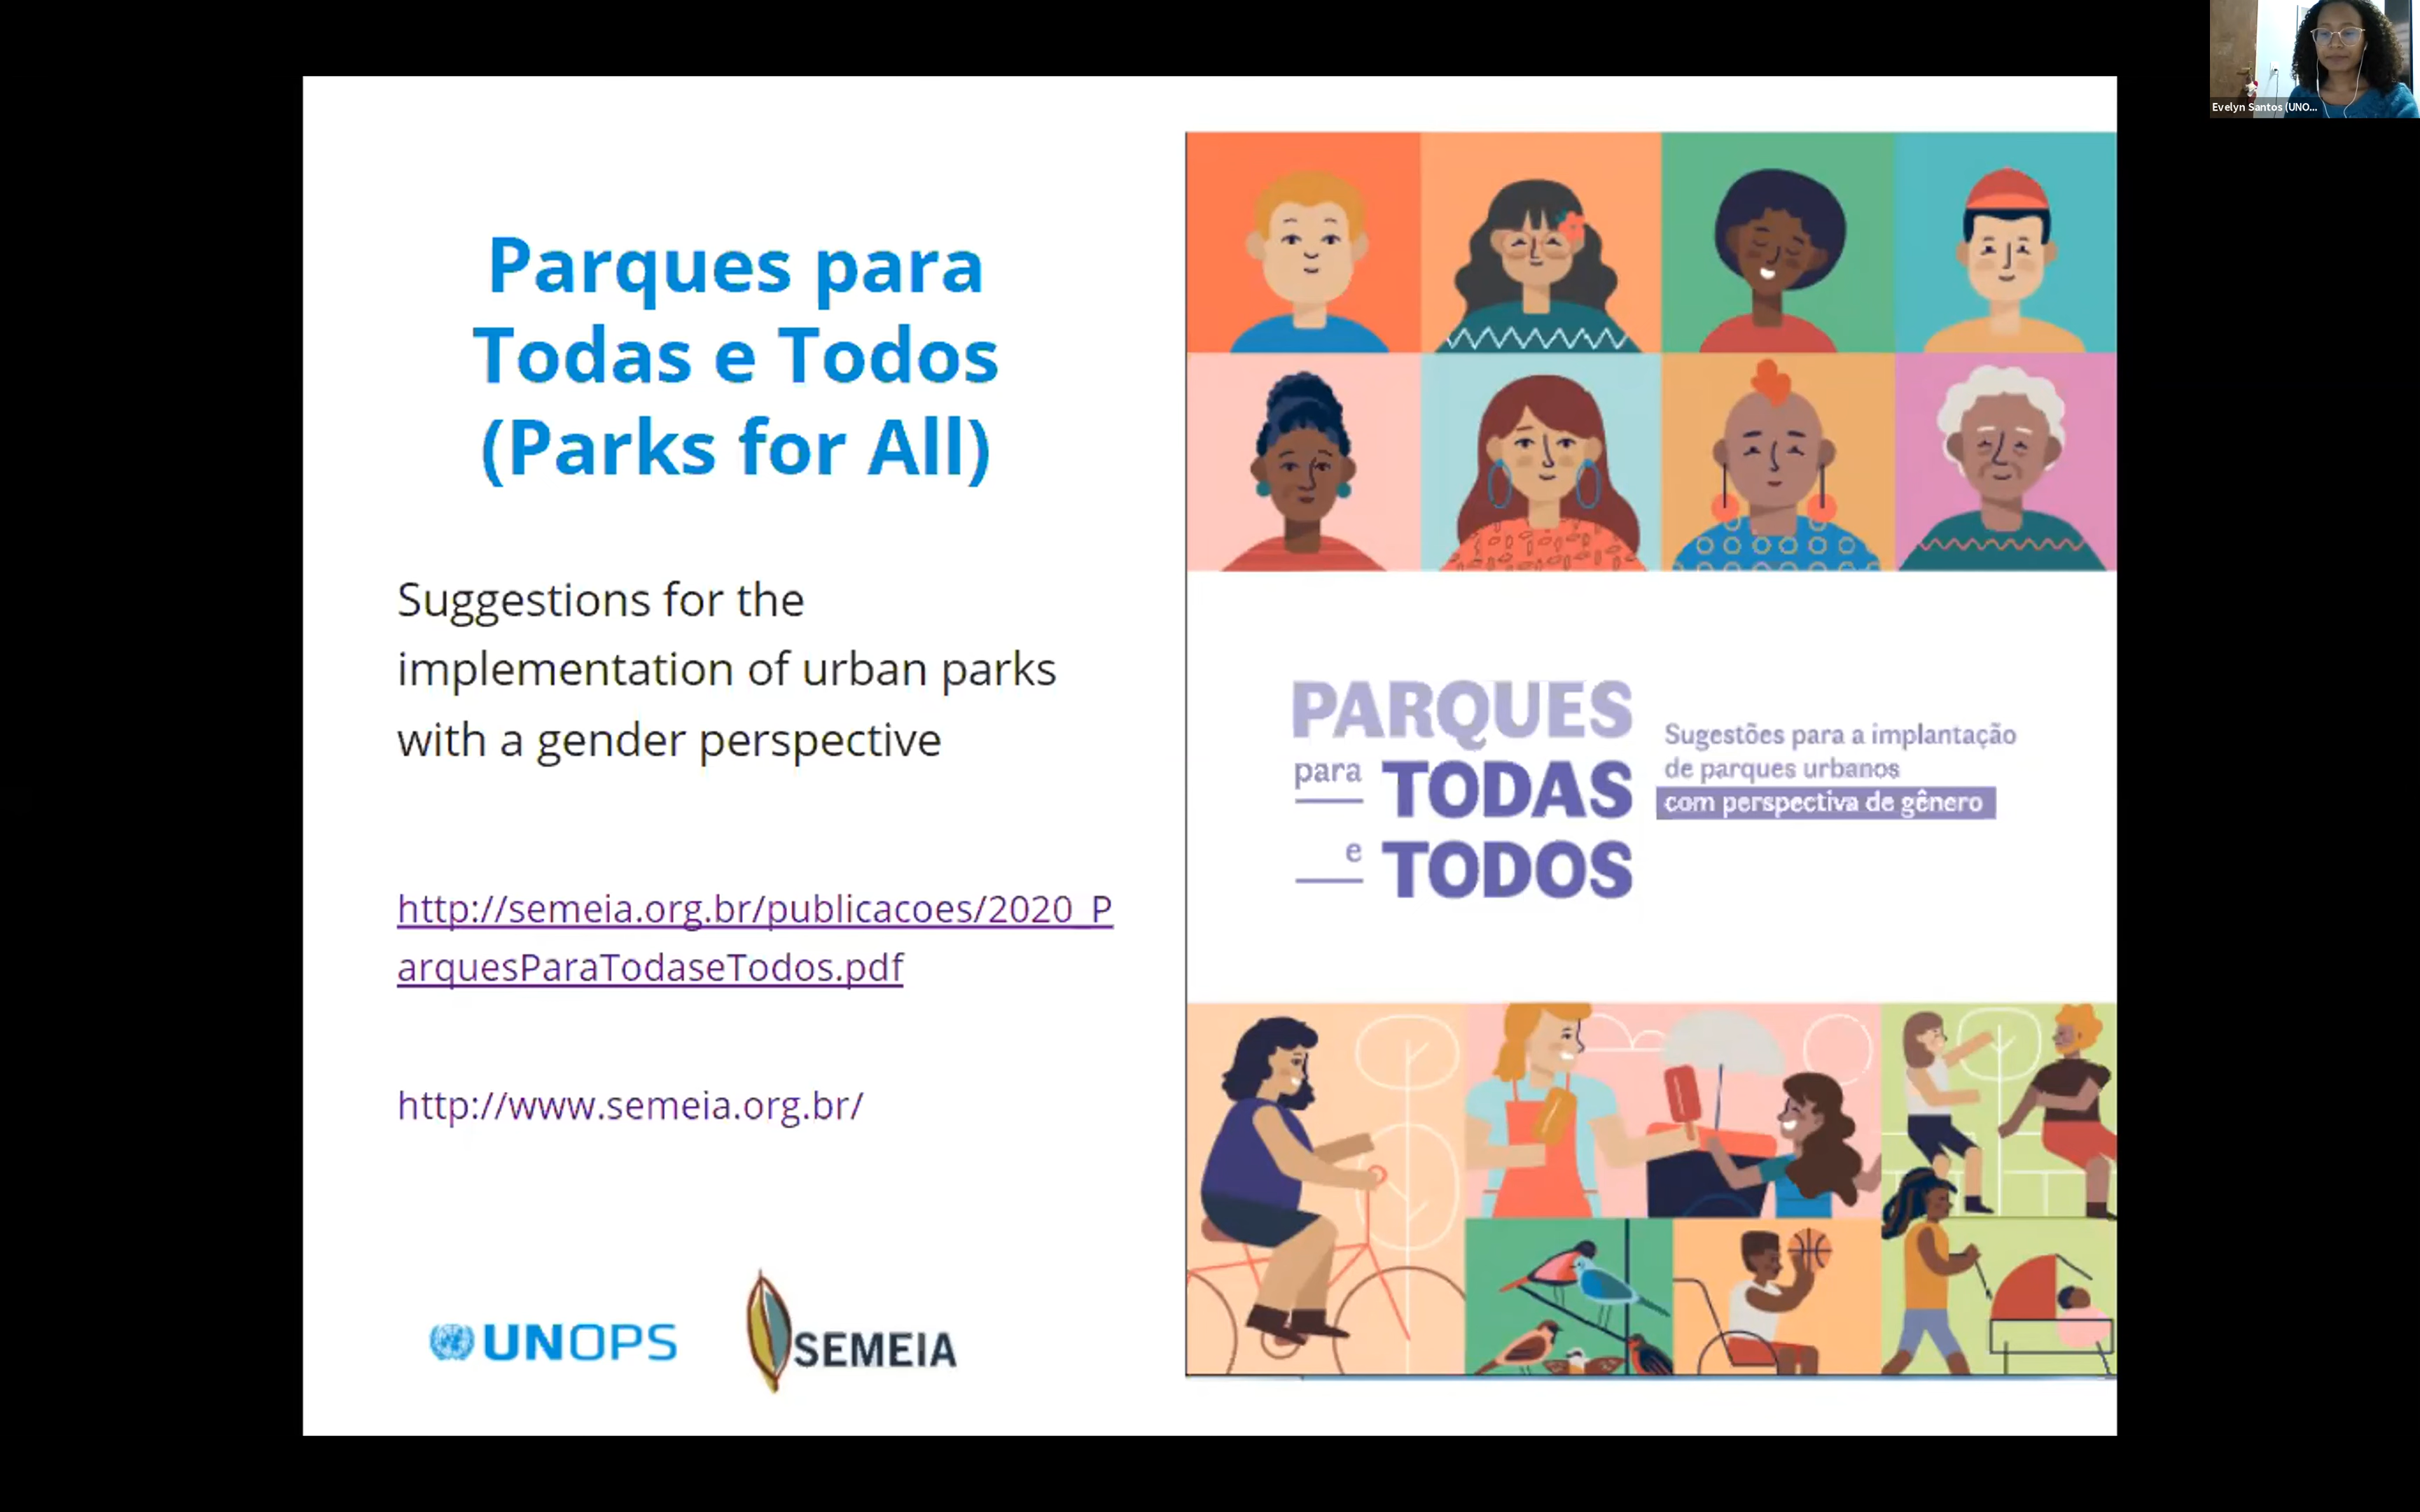 Evelyn Santos (UNO...
Parques para
Todas e Todos
(Parks for All)
Suggestions for the
implementation of urban parks
with a gender perspective
http://semeia.org.br/publicacoes/2020_P
arquesParaTodaseTodos.pdf
http://www.semeia.org.br/
UNOPS
SEMEIA
PARQUES
para TODAS
e TODOS
Sugestões para a implantação
de parques urbanos
com perspectiva de gênero